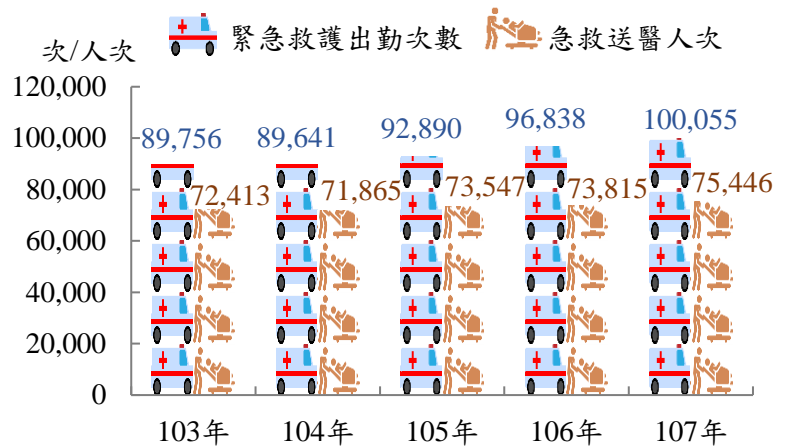 次/人次
緊急救護出勤次數
急救送醫人次
120,000
100,000
80,000
60,000
40,000
20,000
0
89,756
89,641
92,890
96,838
100,055
72,413
71,865
73,547
73,815
75,446
103年
104年
105年
106年
107年